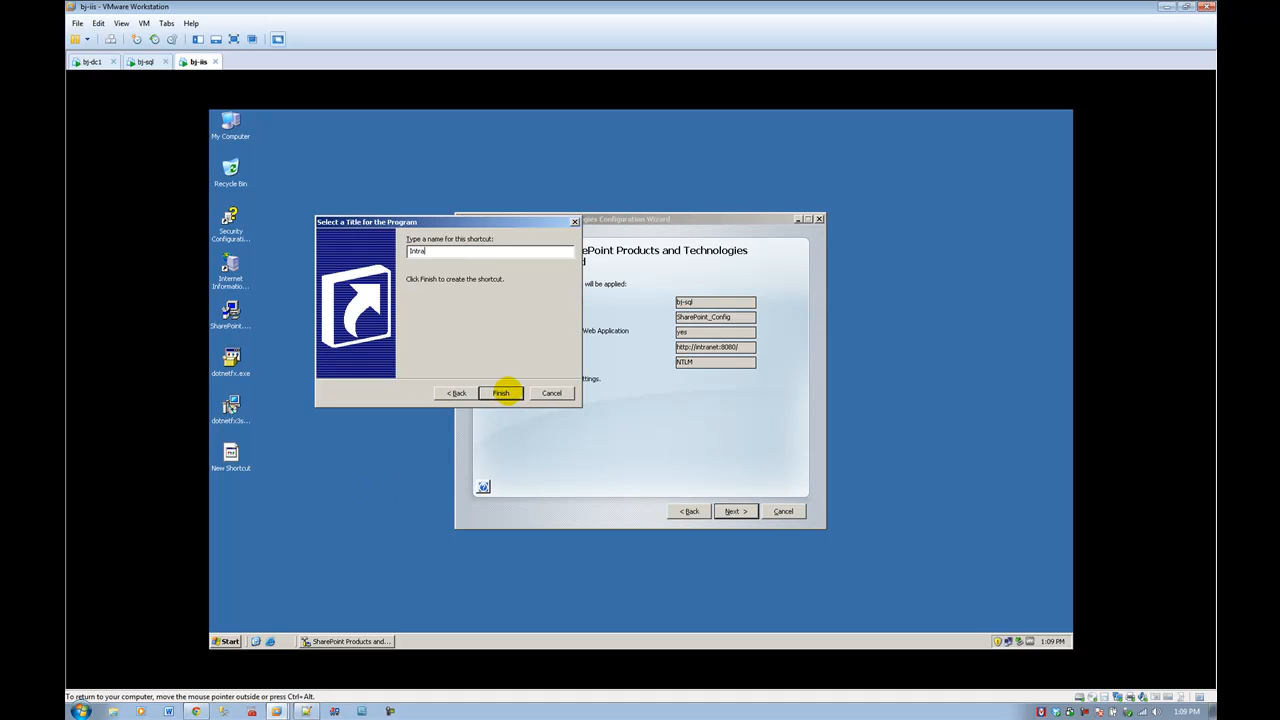 bj-iis - VMware Workstation
File Edit View VM Tabs Help
bj-dc1 bj-sql bj-iis
My Computer
Recycle Bin
Security
Configurati...
Internet
Informatio...
SharePoint....
dotnetfx.exe
dotnetfx3s...
New Shortcut
Select a Title for the Program
Type a name for this shortcut:
Intra
Click Finish to create the shortcut.
< Back Finish Cancel
gies Configuration Wizard
ePoint Products and Technologies
d
will be applied:
bj-sql
SharePoint_Config
Web Application yes
http://intranet:8080/
NTLM
ttings.
< Back Next > Cancel
Start SharePoint Products and... 1:09 PM
To return to your computer, move the mouse pointer outside or press Ctrl+Alt.
1:09 PM